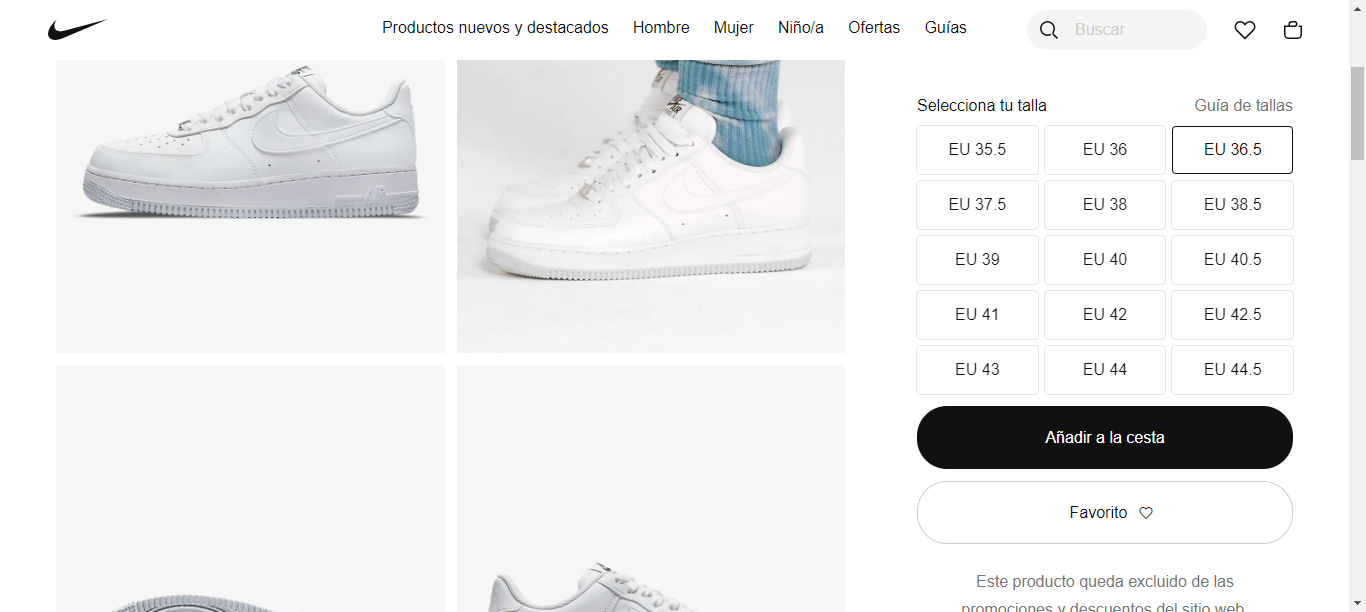 Productos nuevos y destacados Hombre Mujer Niño/a Ofertas Guías Buscar
Selecciona tu talla Guía de tallas
EU 35.5 EU 36 EU 36.5
EU 37.5 EU 38 EU 38.5
EU 39 EU 40 EU 40.5
EU 41 EU 42 EU 42.5
EU 43 EU 44 EU 44.5
Añadir a la cesta
Favorito
Este producto queda excluido de las
promociones y descuentos del sitio web.